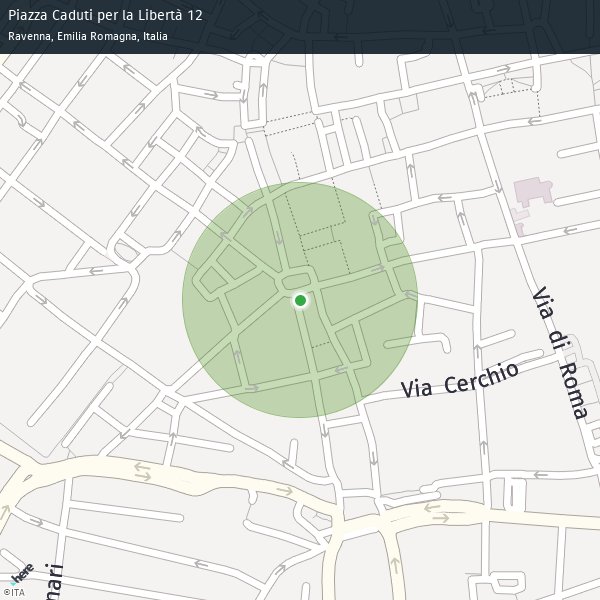 Piazza Caduti per la Libertà 12
Ravenna, Emilia Romagna, Italia
Via di Roma
Via Cerchio
nari
here
©ITA